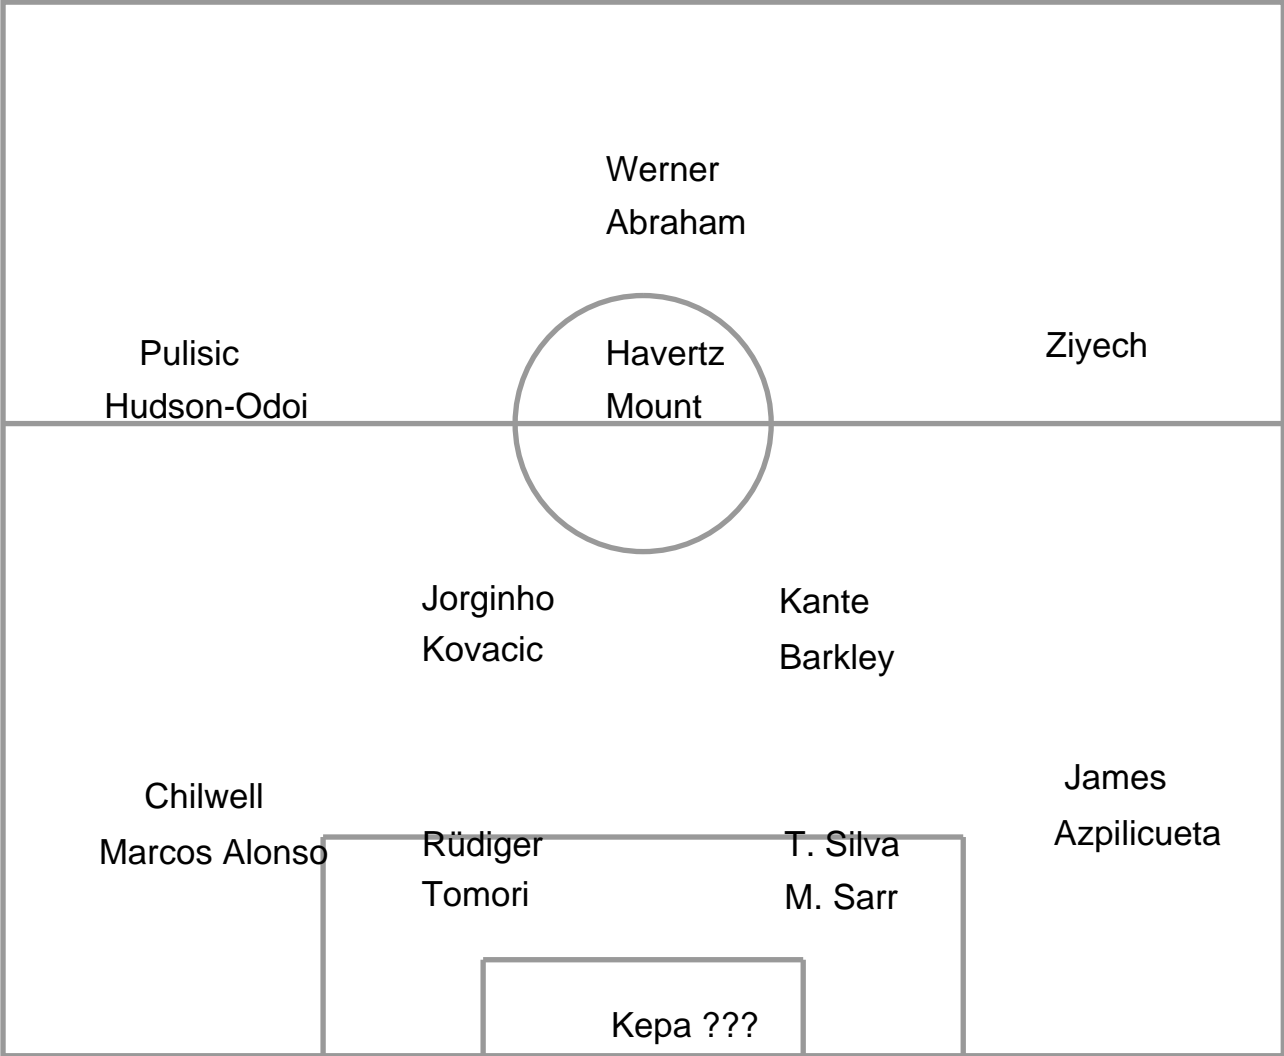 Werner
Abraham
Pulisic
Hudson-Odoi
Havertz
Mount
Ziyech
Jorginho
Kovacic
Kante
Barkley
Chilwell
Marcos Alonso
Rüdiger
Tomori
T. Silva
M. Sarr
James
Azpilicueta
Kepa ???